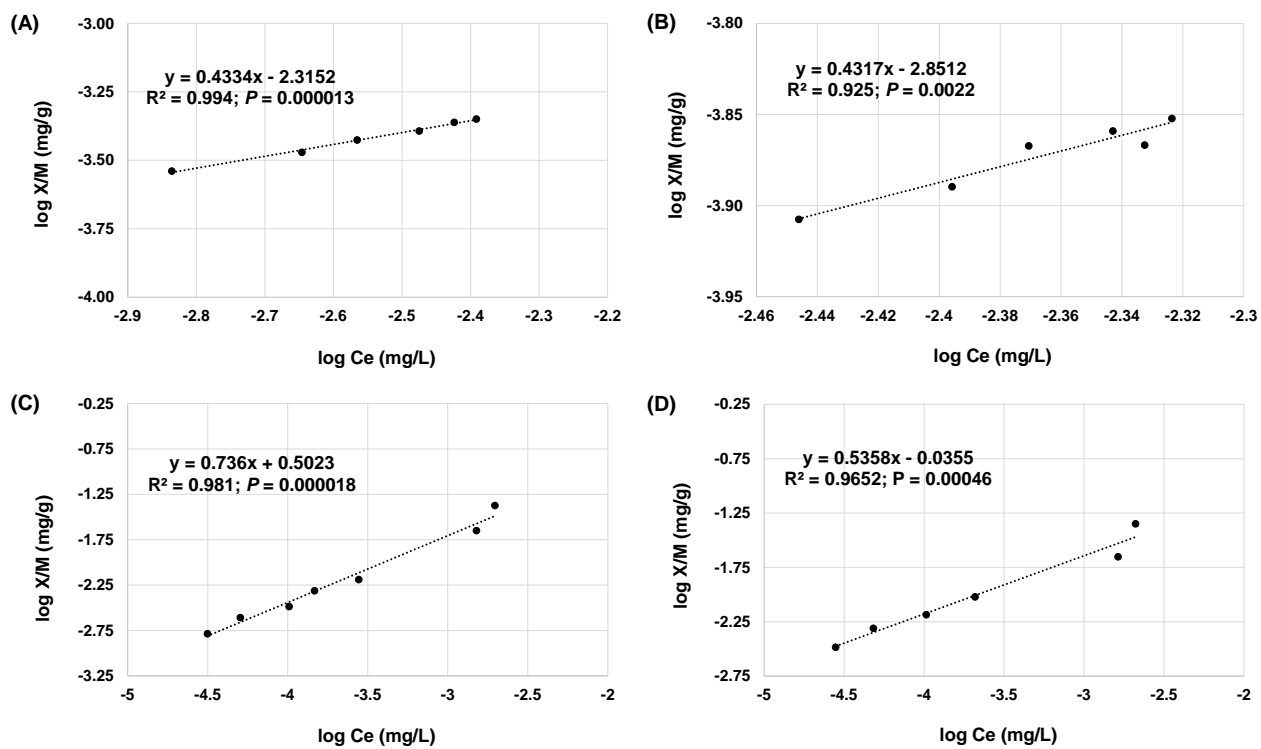 (A)
-3.00
-3.25
-3.50
-3.75
-4.00
log X/M (mg/g)
y = 0.4334x - 2.3152
R² = 0.994; P = 0.000013
-2.9 -2.8 -2.7 -2.6 -2.5 -2.4 -2.3 -2.2
log Ce (mg/L)
(B)
-3.80
-3.85
-3.90
-3.95
log X/M (mg/g)
y = 0.4317x - 2.8512
R² = 0.925; P = 0.0022
-2.46 -2.44 -2.42 -2.4 -2.38 -2.36 -2.34 -2.32 -2.3
log Ce (mg/L)
(C)
-0.25
-0.75
-1.25
-1.75
-2.25
-2.75
-3.25
log X/M (mg/g)
y = 0.736x + 0.5023
R² = 0.981; P = 0.000018
-5 -4.5 -4 -3.5 -3 -2.5 -2
log Ce (mg/L)
(D)
-0.25
-0.75
-1.25
-1.75
-2.25
-2.75
log X/M (mg/g)
y = 0.5358x - 0.0355
R² = 0.9652; P = 0.00046
-5 -4.5 -4 -3.5 -3 -2.5 -2
log Ce (mg/L)